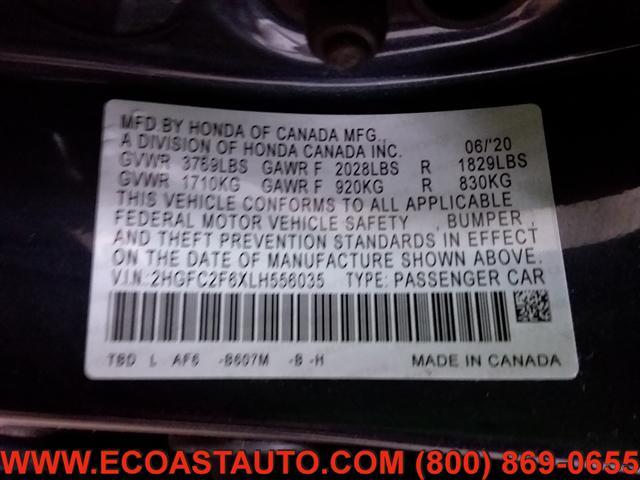 MFD BY HONDA OF CANADA MFG.,
A DIVISION OF HONDA CANADA INC. 06/'20
GVWR 3769LBS GAWR F 2028LBS R 1829LBS
GVWR 1710KG GAWR F 920KG R 830KG
THIS VEHICLE CONFORMS TO ALL APPLICABLE
FEDERAL MOTOR VEHICLE SAFETY , BUMPER ,
AND THEFT PREVENTION STANDARDS IN EFFECT
ON THE DATE OF MANUFACTURE SHOWN ABOVE.
V.I.N.: 2HGFC2F6XLH556035 TYPE: PASSENGER CAR
TBD L AF6 -B607M -B -H MADE IN CANADA
WWW.ECOASTAUTO.COM (800) 869-0655